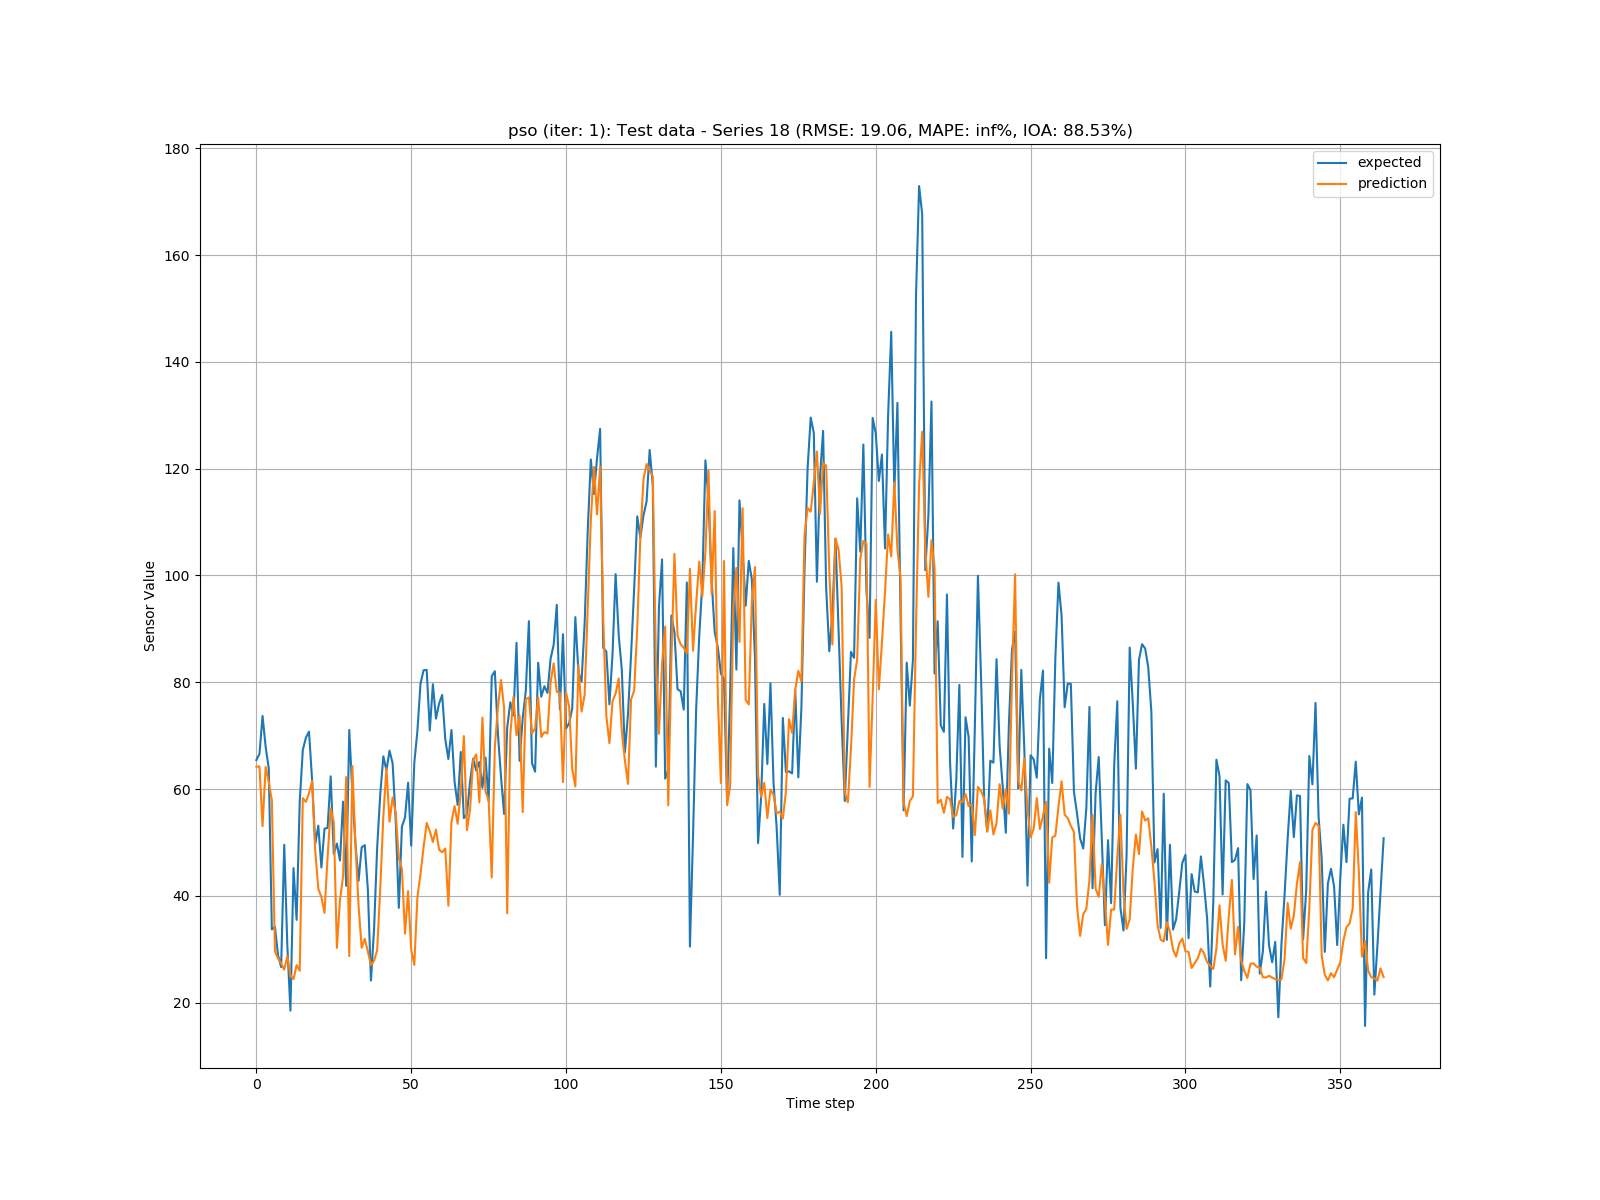 pso (iter: 1): Test data - Series 18 (RMSE: 19.06, MAPE: inf%, IOA: 88.53%)
expected
prediction
180
160
140
120
100
80
60
40
20
Sensor Value
0 50 100 150 200 250 300 350
Time step